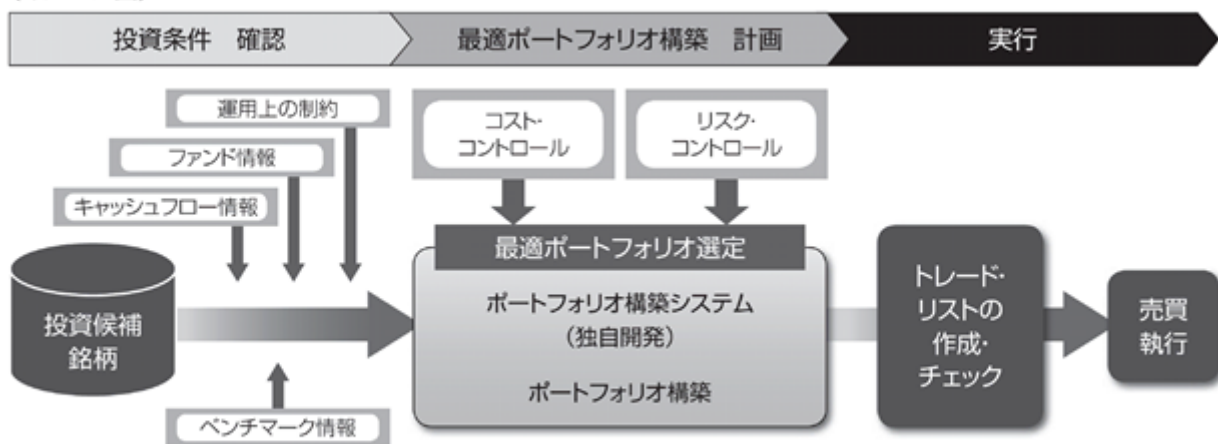 投資条件 確認
最適ポートフォリオ構築 計画
実行
運用上の制約
ファンド情報
キャッシュフロー情報
コスト・
コントロール
リスク・
コントロール
投資候補
銘柄
ベンチマーク情報
最適ポートフォリオ選定
ポートフォリオ構築システム
(独自開発)
ポートフォリオ構築
トレード・
リストの
作成・
チェック
売買
執行